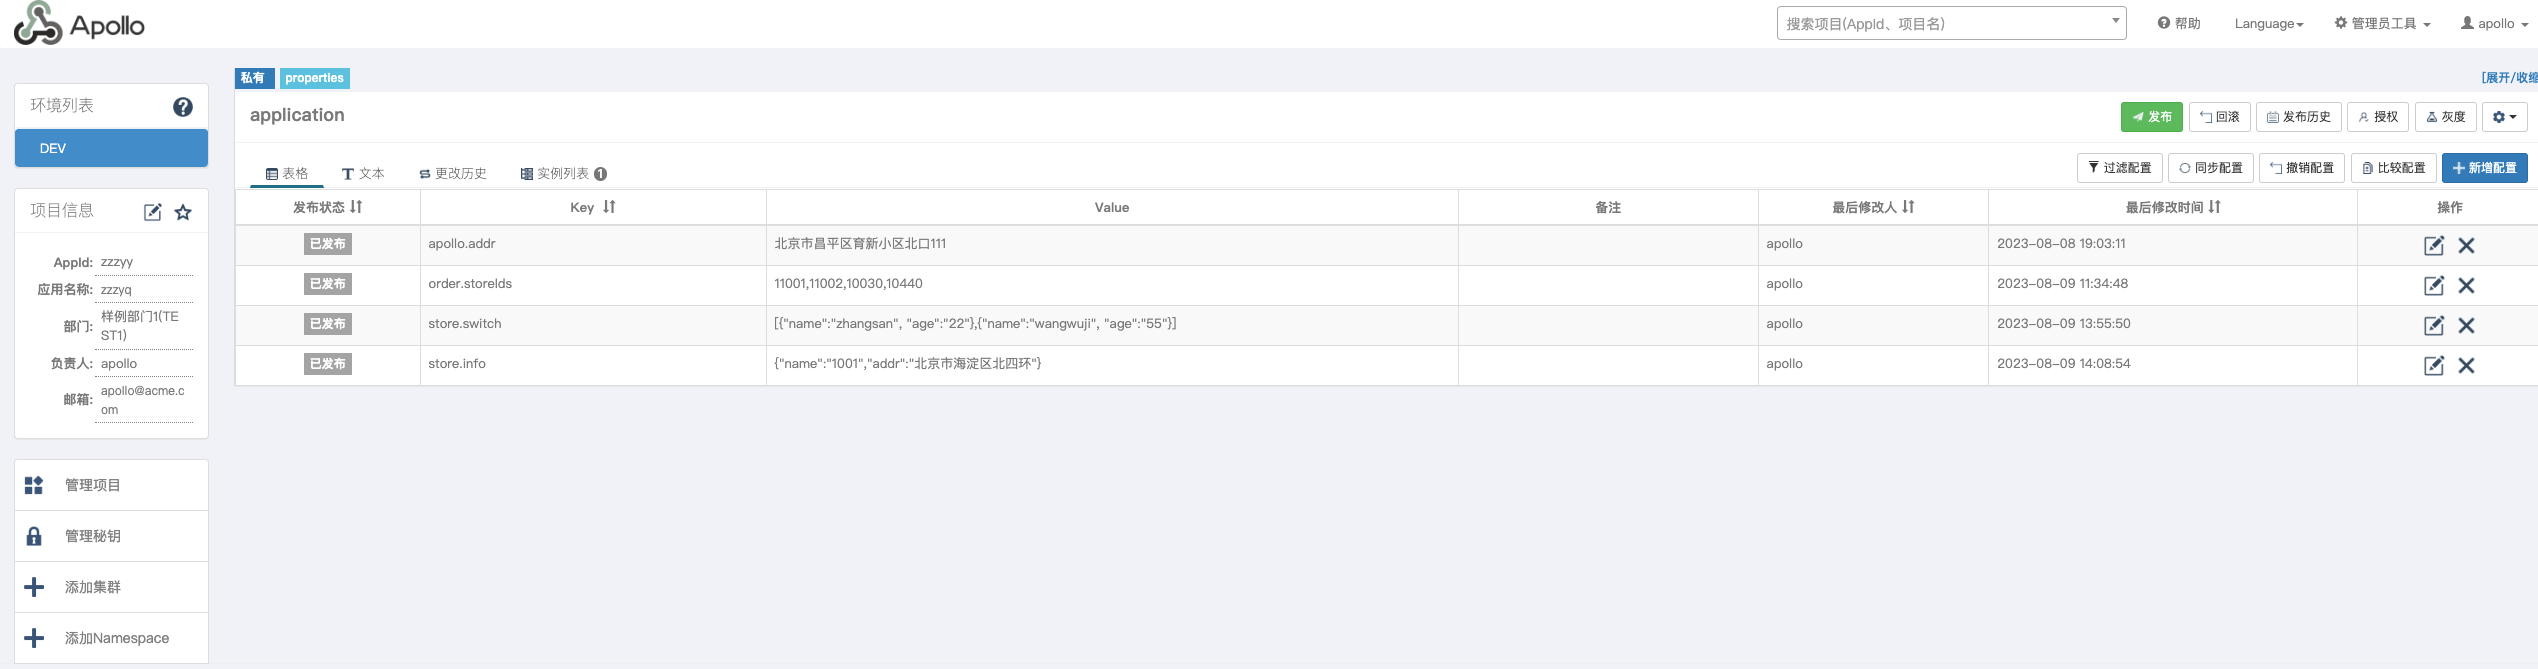 Apollo
搜索项目(AppId、项目名)
帮助
Language
管理员工具
apollo
环境列表
DEV
项目信息
AppId: zzzyy
应用名称: zzzyq
部门: 样例部门1(TE
ST1)
负责人: apollo
邮箱: apollo@acme.c
om
管理项目
管理秘钥
添加集群
添加Namespace
私有 properties
[展开/收缩
application
发布 回滚 发布历史 授权 灰度
表格 文本 更改历史 实例列表 1
过滤配置 同步配置 撤销配置 比较配置 新增配置
发布状态 Key Value 备注 最后修改人 最后修改时间 操作
已发布 apollo.addr 北京市昌平区育新小区北口111 apollo 2023-08-08 19:03:11
已发布 order.storeIds 11001,11002,10030,10440 apollo 2023-08-09 11:34:48
已发布 store.switch [{"name":"zhangsan", "age":"22"},{"name":"wangwuji", "age":"55"}] apollo 2023-08-09 13:55:50
已发布 store.info {"name":"1001","addr":"北京市海淀区北四环"} apollo 2023-08-09 14:08:54